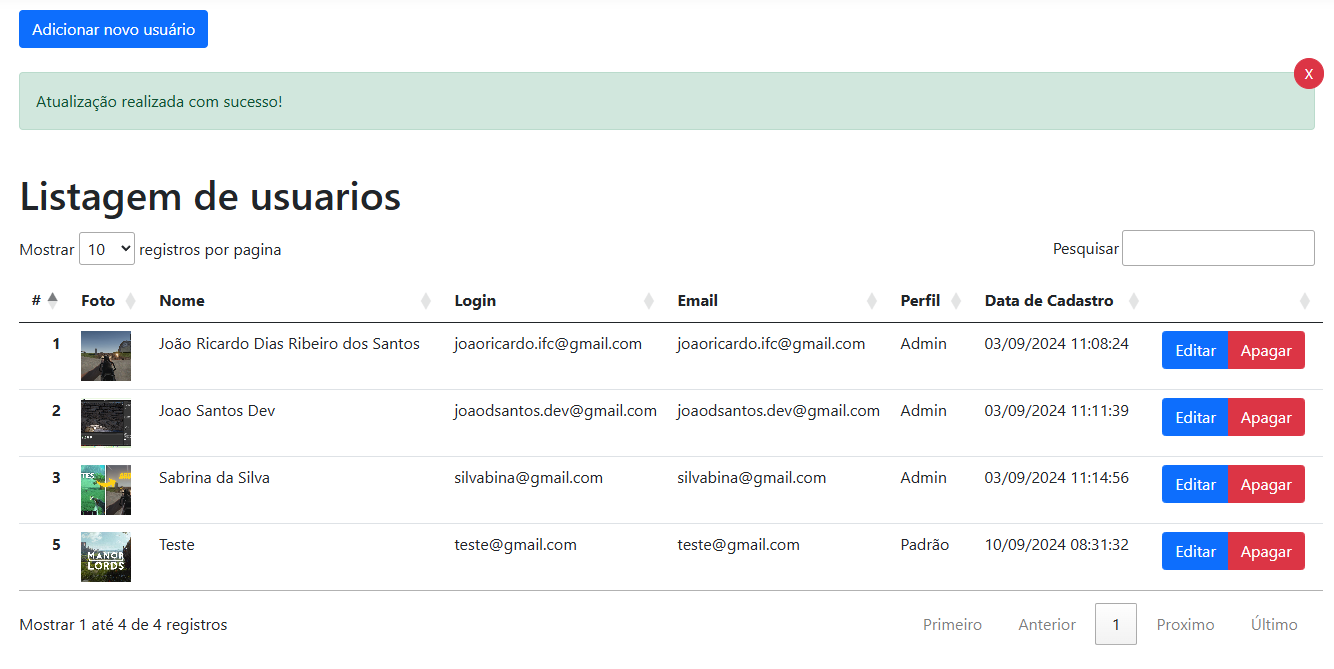 Adicionar novo usuário
X
Atualização realizada com sucesso!
Listagem de usuarios
Mostrar 10 registros por pagina Pesquisar
# Foto Nome Login Email Perfil Data de Cadastro
1 João Ricardo Dias Ribeiro dos Santos joaoricardo.ifc@gmail.com joaoricardo.ifc@gmail.com Admin 03/09/2024 11:08:24 Editar Apagar
2 Joao Santos Dev joaodsantos.dev@gmail.com joaodsantos.dev@gmail.com Admin 03/09/2024 11:11:39 Editar Apagar
3 Sabrina da Silva silvabina@gmail.com silvabina@gmail.com Admin 03/09/2024 11:14:56 Editar Apagar
5 MANOR LORDS Teste teste@gmail.com teste@gmail.com Padrão 10/09/2024 08:31:32 Editar Apagar
Mostrar 1 até 4 de 4 registros Primeiro Anterior 1 Proximo Último